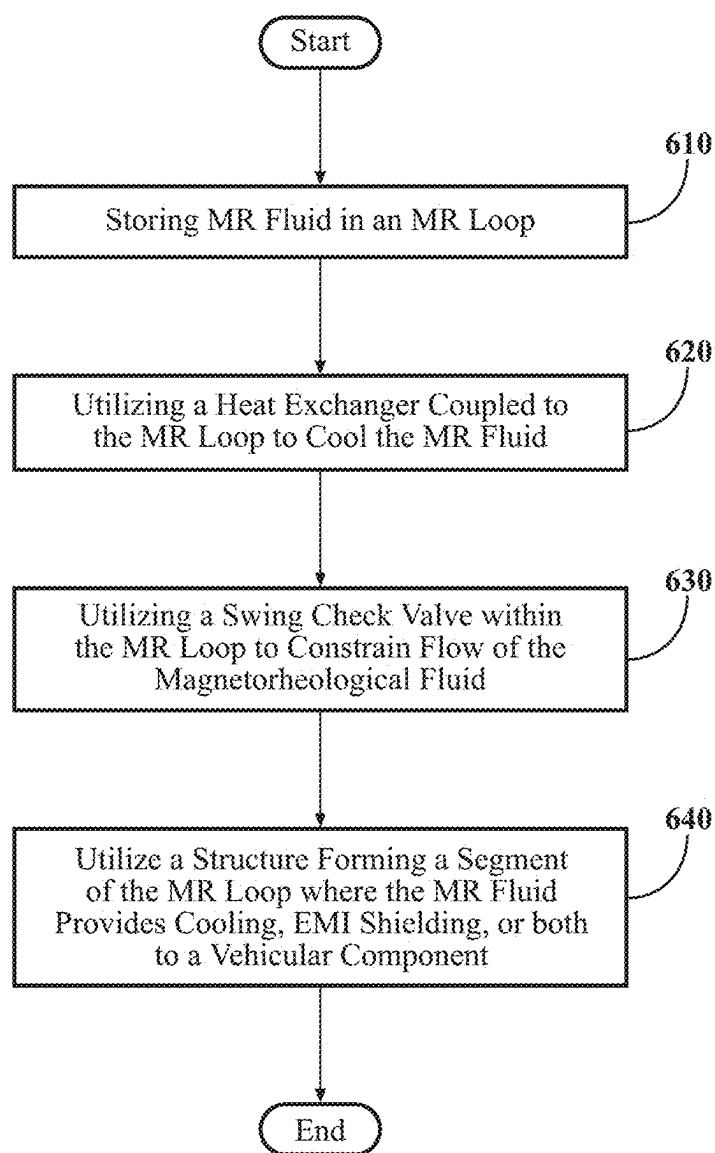 Start
610
Storing MR Fluid in an MR Loop
620
Utilizing a Heat Exchanger Coupled to
the MR Loop to Cool the MR Fluid
630
Utilizing a Swing Check Valve within
the MR Loop to Constrain Flow of the
Magnetorheological Fluid
640
Utilize a Structure Forming a Segment
of the MR Loop where the MR Fluid
Provides Cooling, EMI Shielding, or both
to a Vehicular Component
End